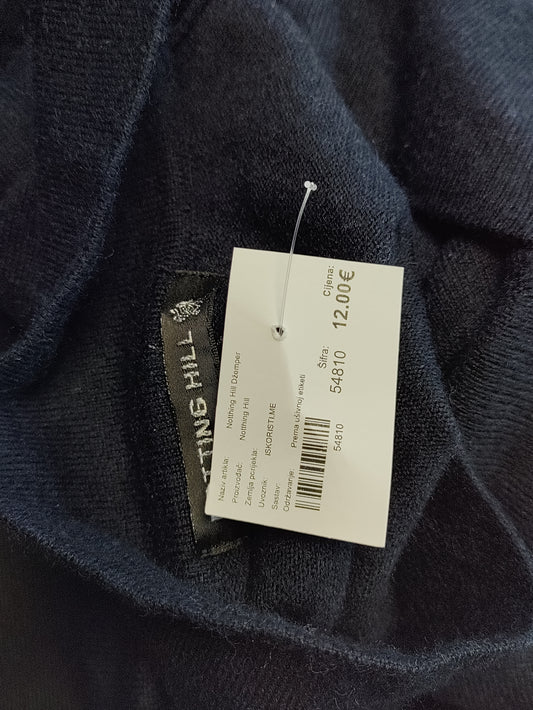 TTING HILL
Naziv artikla: Notthing Hill Džemper
Proizvođač: Notthing Hill
Zemlja porijekla:
Uvoznik: ISKORISTI.ME
Sastav:
Održavanje: Prema ušivnoj etiketi
54810
Šifra: 54810
Cijena: 12.00€